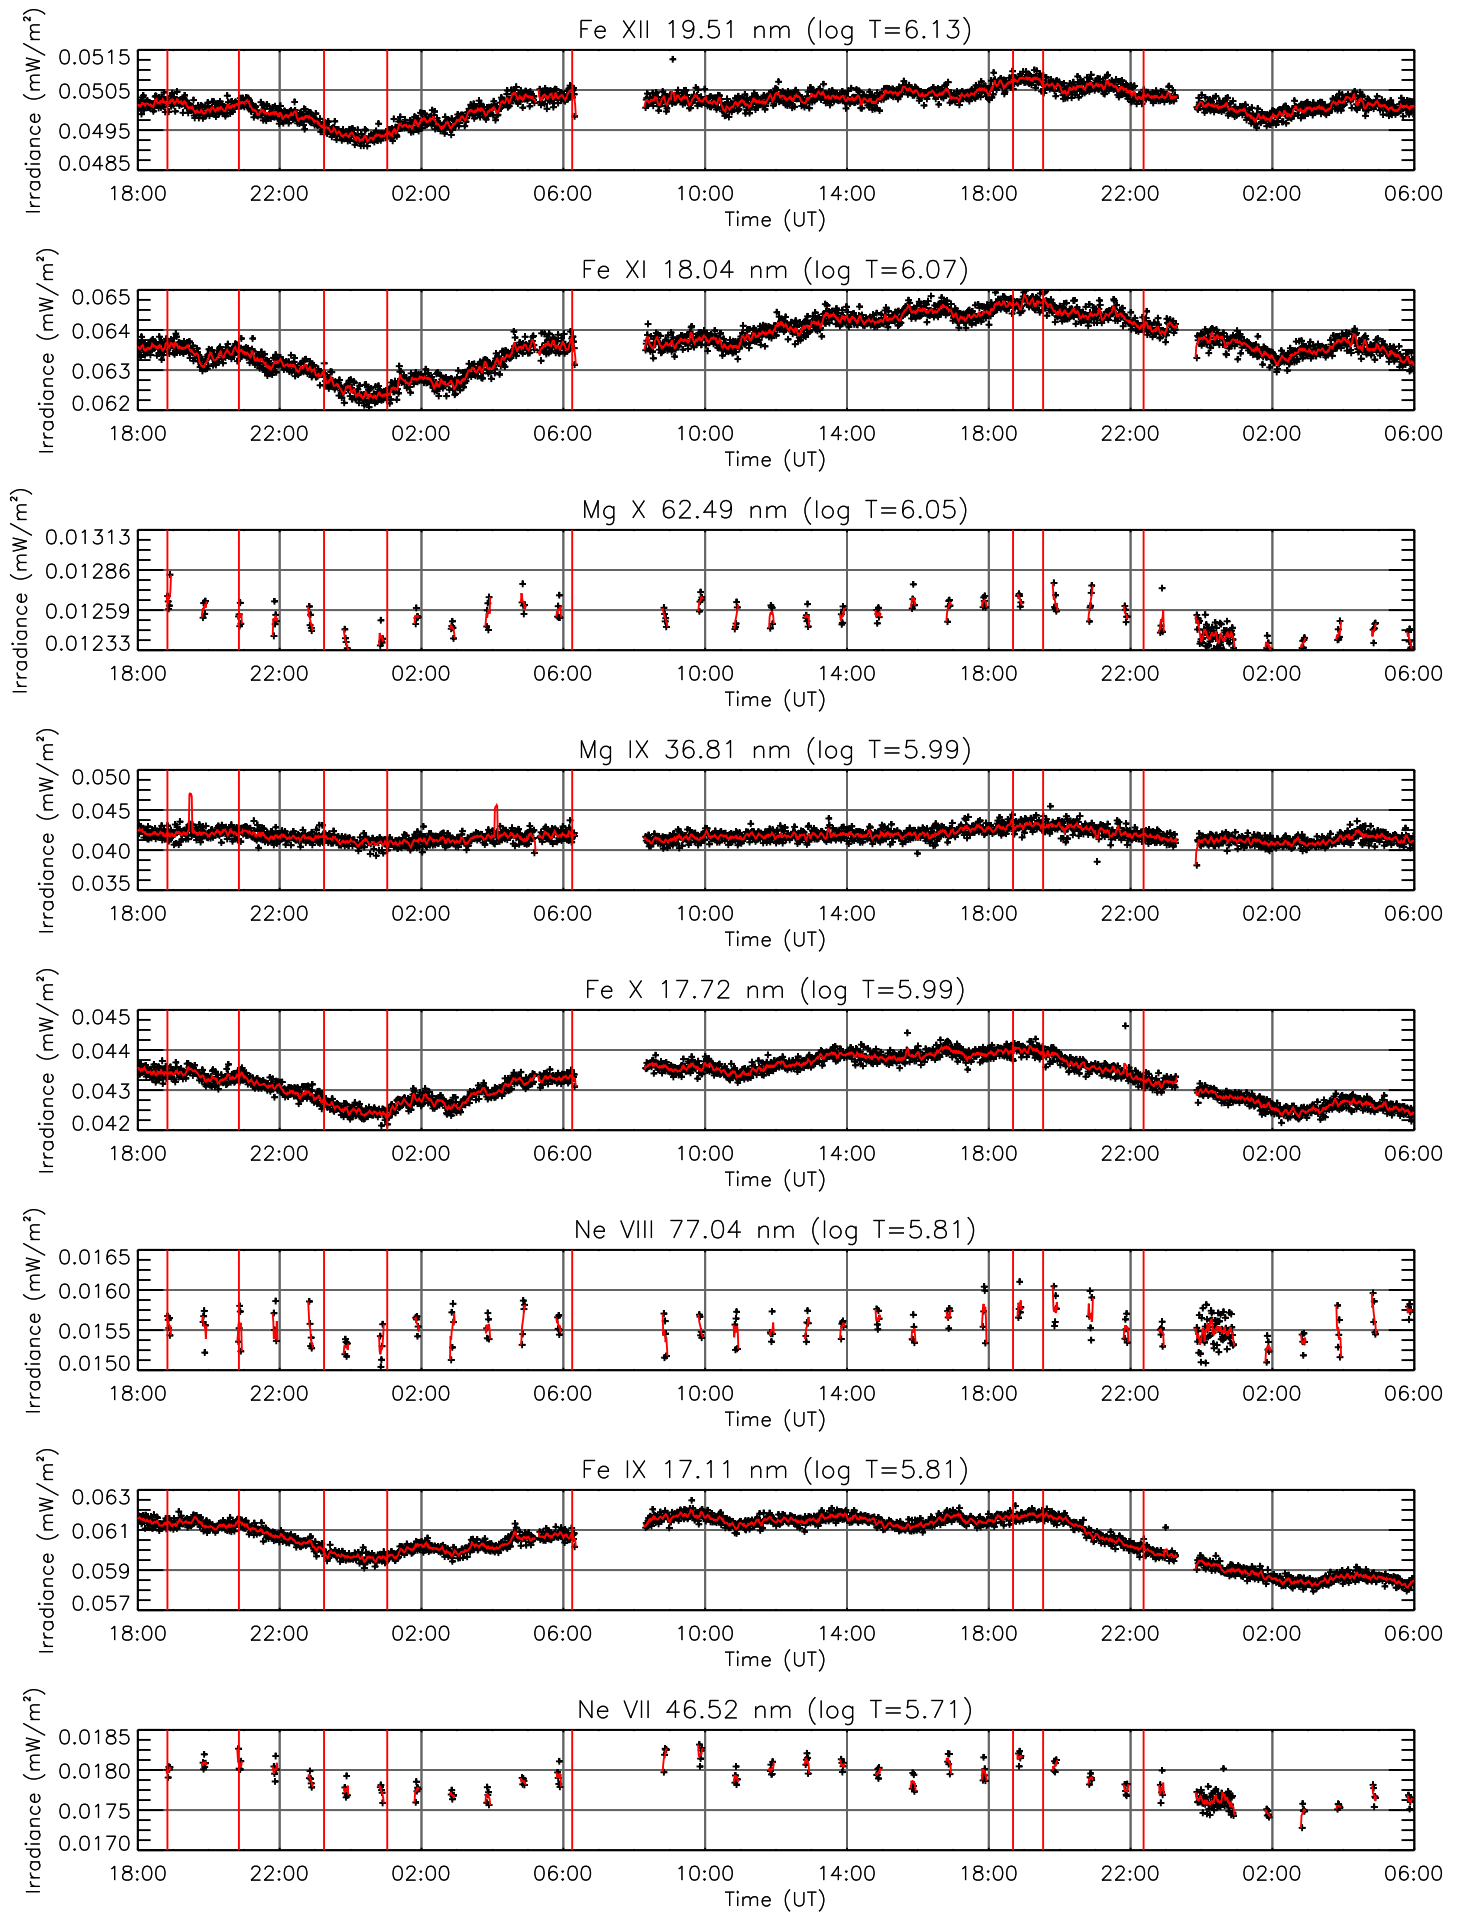 Fe XII 19.51 nm (log T=6.13)
Irradiance (mW/m²)
0.0515
0.0505
0.0495
0.0485
18:00 22:00 02:00 06:00 10:00 14:00 18:00 22:00 02:00 06:00
Time (UT)
Fe XI 18.04 nm (log T=6.07)
Irradiance (mW/m²)
0.065
0.064
0.063
0.062
18:00 22:00 02:00 06:00 10:00 14:00 18:00 22:00 02:00 06:00
Time (UT)
Mg X 62.49 nm (log T=6.05)
Irradiance (mW/m²)
0.01313
0.01286
0.01259
0.01233
18:00 22:00 02:00 06:00 10:00 14:00 18:00 22:00 02:00 06:00
Time (UT)
Mg IX 36.81 nm (log T=5.99)
Irradiance (mW/m²)
0.050
0.045
0.040
0.035
18:00 22:00 02:00 06:00 10:00 14:00 18:00 22:00 02:00 06:00
Time (UT)
Fe X 17.72 nm (log T=5.99)
Irradiance (mW/m²)
0.045
0.044
0.043
0.042
18:00 22:00 02:00 06:00 10:00 14:00 18:00 22:00 02:00 06:00
Time (UT)
Ne VIII 77.04 nm (log T=5.81)
Irradiance (mW/m²)
0.0165
0.0160
0.0155
0.0150
18:00 22:00 02:00 06:00 10:00 14:00 18:00 22:00 02:00 06:00
Time (UT)
Fe IX 17.11 nm (log T=5.81)
Irradiance (mW/m²)
0.063
0.061
0.059
0.057
18:00 22:00 02:00 06:00 10:00 14:00 18:00 22:00 02:00 06:00
Time (UT)
Ne VII 46.52 nm (log T=5.71)
Irradiance (mW/m²)
0.0185
0.0180
0.0175
0.0170
18:00 22:00 02:00 06:00 10:00 14:00 18:00 22:00 02:00 06:00
Time (UT)